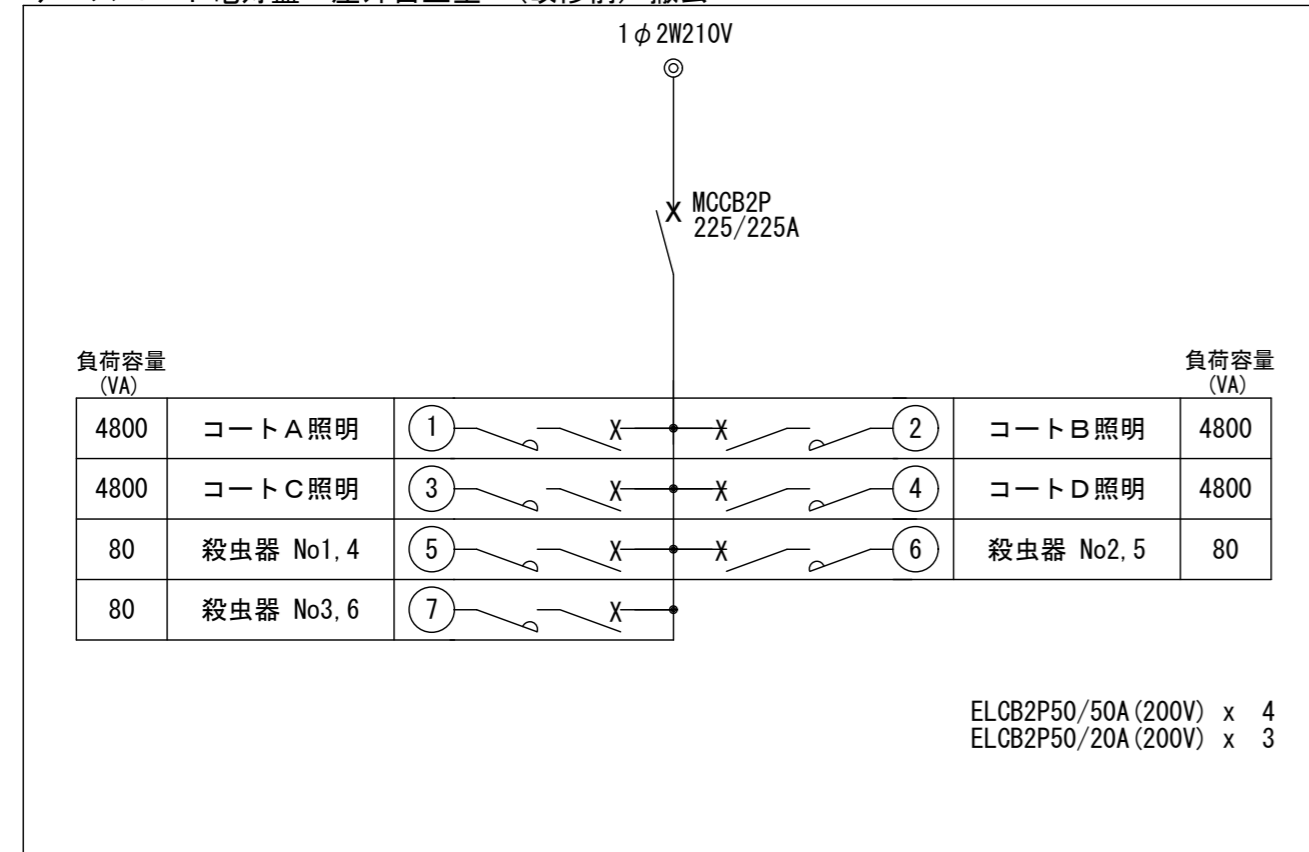 1φ2W210V
MCCB2P
225/225A
負荷容量
(VA)
負荷容量
(VA)
4800 コートA照明 1 2 コートB照明 4800
4800 コートC照明 3 4 コートD照明 4800
80 殺虫器 No1,4 5 6 殺虫器 No2,5 80
80 殺虫器 No3,6 7
ELCB2P50/50A(200V) x 4
ELCB2P50/20A(200V) x 3